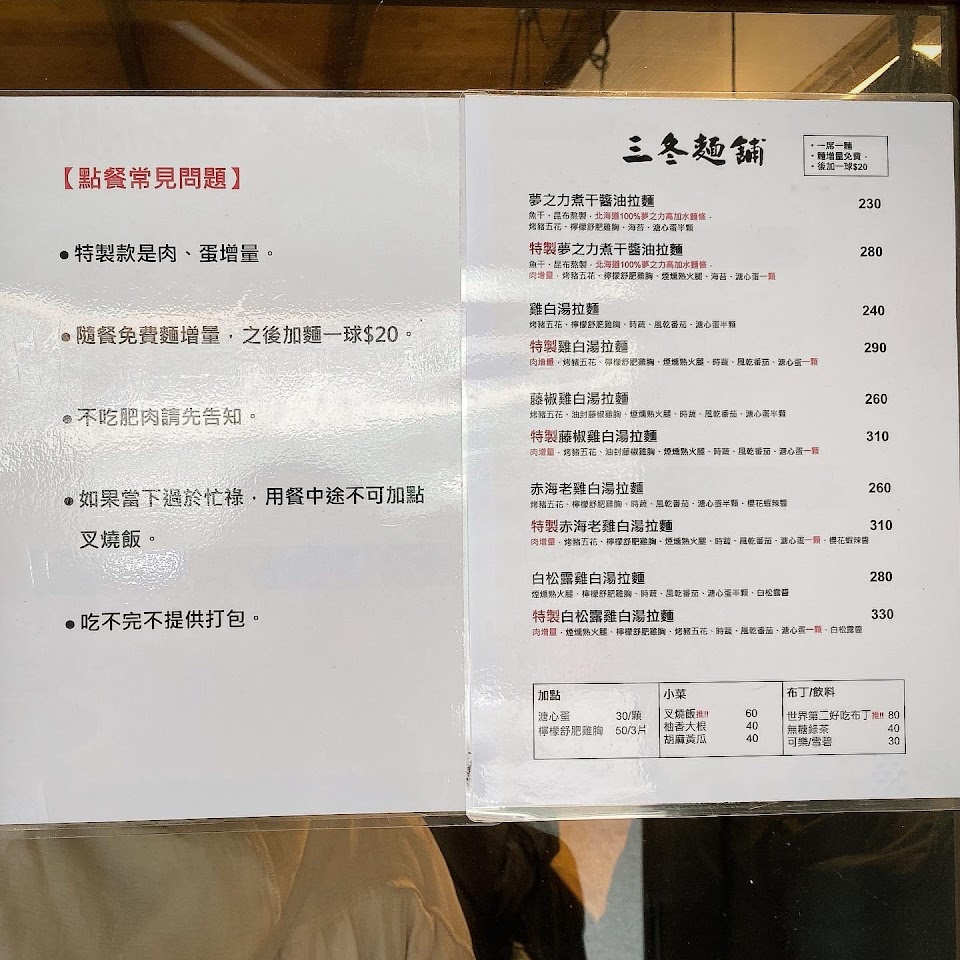 【點餐常見問題】
● 特製款是肉、蛋增量。
● 隨餐免費麵增量，之後加麵一球$20。
● 不吃肥肉請先告知。
● 如果當下過於忙祿，用餐中途不可加點
叉燒飯。
● 吃不完不提供打包。
三冬麵舖
・一席一麵
・麵增量免費，
・後加一球$20
夢之力煮干醬油拉麵 230
魚干、昆布熬製，北海道100%夢之力高加水麵條，
烤豬五花、檸檬舒肥雞胸、海苔、溏心蛋半顆
特製夢之力煮干醬油拉麵 280
魚干、昆布熬製，北海道100%夢之力高加水麵條，
肉增量，烤豬五花、檸檬舒肥雞胸、煙燻熟火腿、海苔、溏心蛋一顆
雞白湯拉麵 240
烤豬五花、檸檬舒肥雞胸、時蔬、風乾番茄、溏心蛋半顆
特製雞白湯拉麵 290
肉增量，烤豬五花、檸檬舒肥雞胸、煙燻熟火腿、時蔬、風乾番茄、溏心蛋一顆
藤椒雞白湯拉麵 260
烤豬五花、油封藤椒雞胸、煙燻熟火腿、時蔬、風乾番茄、溏心蛋半顆
特製藤椒雞白湯拉麵 310
肉增量，烤豬五花、油封藤椒雞胸、煙燻熟火腿、時蔬、風乾番茄、溏心蛋一顆
赤海老雞白湯拉麵 260
烤豬五花、檸檬舒肥雞胸、時蔬、風乾番茄、溏心蛋半顆、櫻花蝦辣醬
特製赤海老雞白湯拉麵 310
肉增量，烤豬五花、檸檬舒肥雞胸、煙燻熟火腿、時蔬、風乾番茄、溏心蛋一顆、櫻花蝦辣醬
白松露雞白湯拉麵 280
煙燻熟火腿、檸檬舒肥雞胸、時蔬、風乾番茄、溏心蛋半顆、白松露醬
特製白松露雞白湯拉麵 330
肉增量，煙燻熟火腿、檸檬舒肥雞胸、烤豬五花、時蔬、風乾番茄、溏心蛋一顆、白松露醬
加點
溏心蛋 30/顆
檸檬舒肥雞胸 50/3片
小菜
叉燒飯推!! 60
柚香大根 40
胡麻黃瓜 40
布丁/飲料
世界第二好吃布丁推!! 80
無糖綠茶 40
可樂/雪碧 30